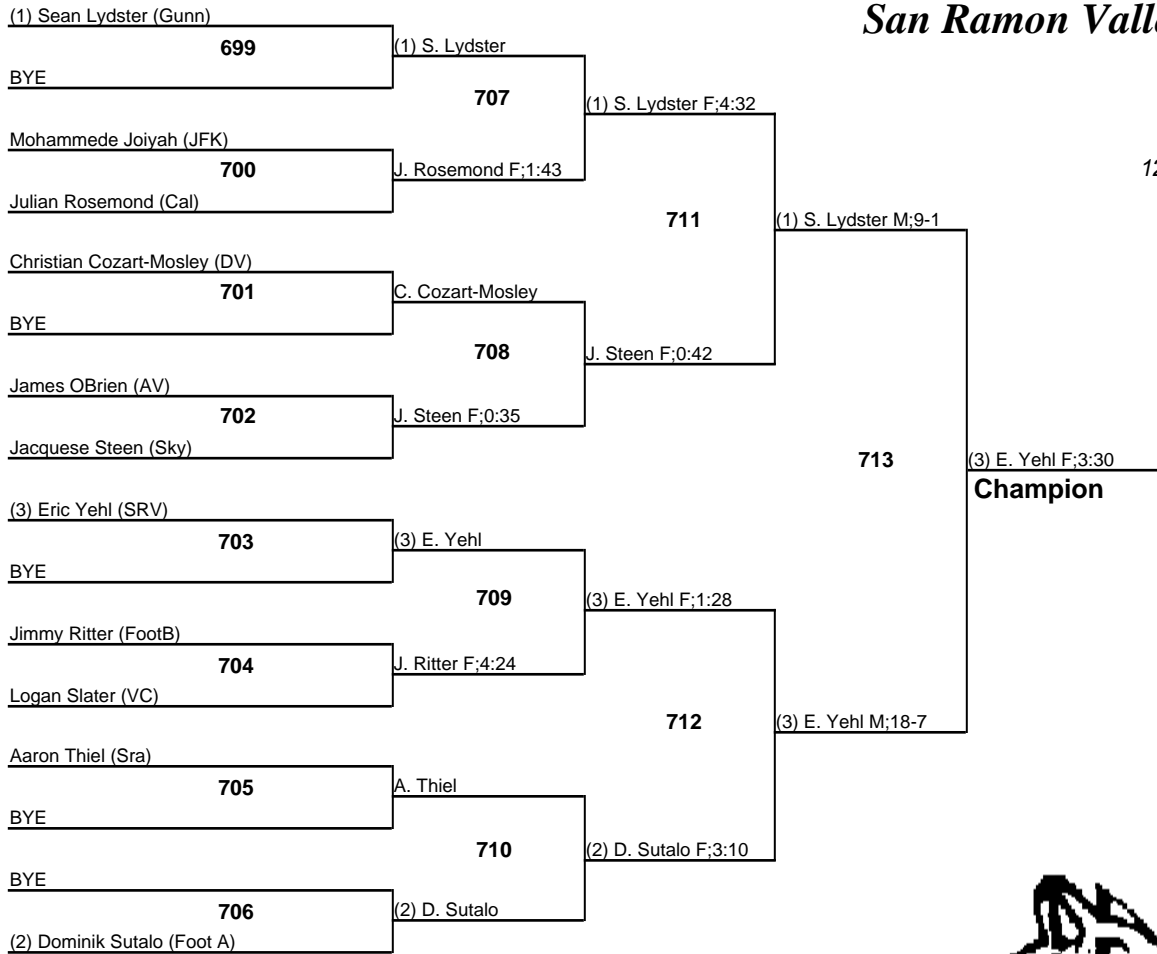 San Ramon Valle
12
(1) Sean Lydster (Gunn)
699
BYE
Mohammede Joiyah (JFK)
700
Julian Rosemond (Cal)
Christian Cozart-Mosley (DV)
701
BYE
James OBrien (AV)
702
Jacquese Steen (Sky)
(3) Eric Yehl (SRV)
703
BYE
Jimmy Ritter (FootB)
704
Logan Slater (VC)
Aaron Thiel (Sra)
705
BYE
BYE
706
(2) Dominik Sutalo (Foot A)
(1) S. Lydster
707
J. Rosemond F;1:43
C. Cozart-Mosley
708
J. Steen F;0:35
(3) E. Yehl
709
J. Ritter F;4:24
A. Thiel
710
(2) D. Sutalo
(1) S. Lydster F;4:32
711
J. Steen F;0:42
(3) E. Yehl F;1:28
712
(2) D. Sutalo F;3:10
(1) S. Lydster M;9-1
713
(3) E. Yehl M;18-7
(3) E. Yehl F;3:30
Champion